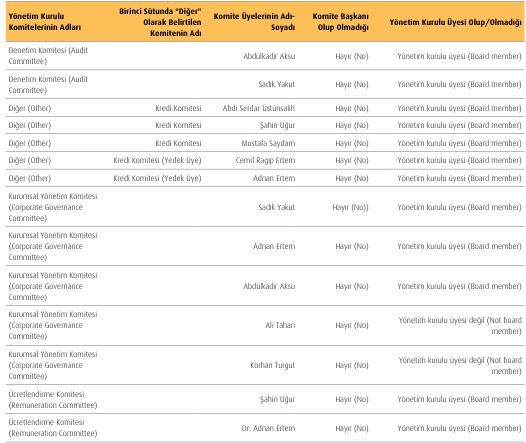 Yönetim Kurulu Komitelerinin Adları | Birinci Sütunda "Diğer" Olarak Belirtilen Komitenin Adı | Komite Üyelerinin Adı-Soyadı | Komite Başkanı Olup Olmadığı | Yönetim Kurulu Üyesi Olup/Olmadığı
Denetim Komitesi (Audit Committee) | | Abdülkadir Aksu | Hayır (No) | Yönetim kurulu üyesi (Board member)
Denetim Komitesi (Audit Committee) | | Sadık Yakut | Hayır (No) | Yönetim kurulu üyesi (Board member)
Diğer (Other) | Kredi Komitesi | Abdi Serdar Üstünsalih | Hayır (No) | Yönetim kurulu üyesi (Board member)
Diğer (Other) | Kredi Komitesi | Şahin Uğur | Hayır (No) | Yönetim kurulu üyesi (Board member)
Diğer (Other) | Kredi Komitesi | Mustafa Saydam | Hayır (No) | Yönetim kurulu üyesi (Board member)
Diğer (Other) | Kredi Komitesi (Yedek Üye) | Cemil Ragıp Ertem | Hayır (No) | Yönetim kurulu üyesi (Board member)
Diğer (Other) | Kredi Komitesi (Yedek Üye) | Adnan Ertem | Hayır (No) | Yönetim kurulu üyesi (Board member)
Kurumsal Yönetim Komitesi (Corporate Governance Committee) | | Sadık Yakut | Hayır (No)) | Yönetim kurulu üyesi (Board member)
Kurumsal Yönetim Komitesi (Corporate Governance Committee) | | Adnan Ertem | Hayır (No) | Yönetim kurulu üyesi (Board member)
Kurumsal Yönetim Komitesi (Corporate Governance Committee) | | Abdülkadir Aksu | Hayır (No) | Yönetim kurulu üyesi (Board member)
Kurumsal Yönetim Komitesi (Corporate Governance Committee) | | Ali Tahan | Hayır (No) | Yönetim kurulu üyesi değil (Not board member)
Kurumsal Yönetim Komitesi (Corporate Governance Committee) | | Korhan Turgut | Hayır (No) | Yönetim kurulu üyesi değil (Not board member)
Ücretlendirme Komitesi (Remuneration Committee) | | Şahin Uğur | Hayır (No) | Yönetim kurulu üyesi (Board member)
Ücretlendirme Komitesi (Remuneration Committee) | | Dr. Adnan Ertem | Hayır (No) | Yönetim kurulu üyesi (Board member)